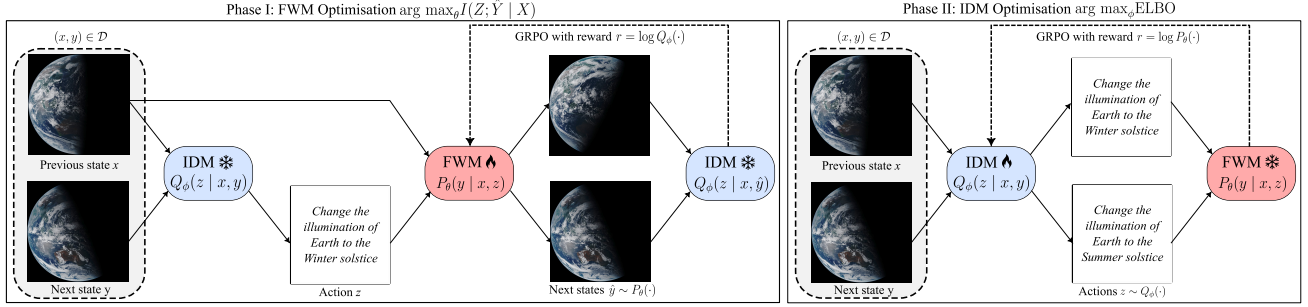 Phase I: FWM Optimisation arg max_θ I(Z; Ŷ | X)
(x, y) ∈ D
Previous state x
Next state y
IDM
Q_ϕ(z | x, y)
Change the
illumination of
Earth to the
Winter solstice
Action z
GRPO with reward r = log Q_ϕ(·)
FWM
P_θ(y | x, z)
Next states ŷ ∼ P_θ(·)
IDM
Q_ϕ(z | x, ŷ)
Phase II: IDM Optimisation arg max_ϕ ELBO
(x, y) ∈ D
Previous state x
Next state y
GRPO with reward r = log P_θ(·)
IDM
Q_ϕ(z | x, y)
Change the
illumination of
Earth to the
Winter solstice
Change the
illumination of
Earth to the
Summer solstice
Actions z ∼ Q_ϕ(·)
FWM
P_θ(y | x, z)